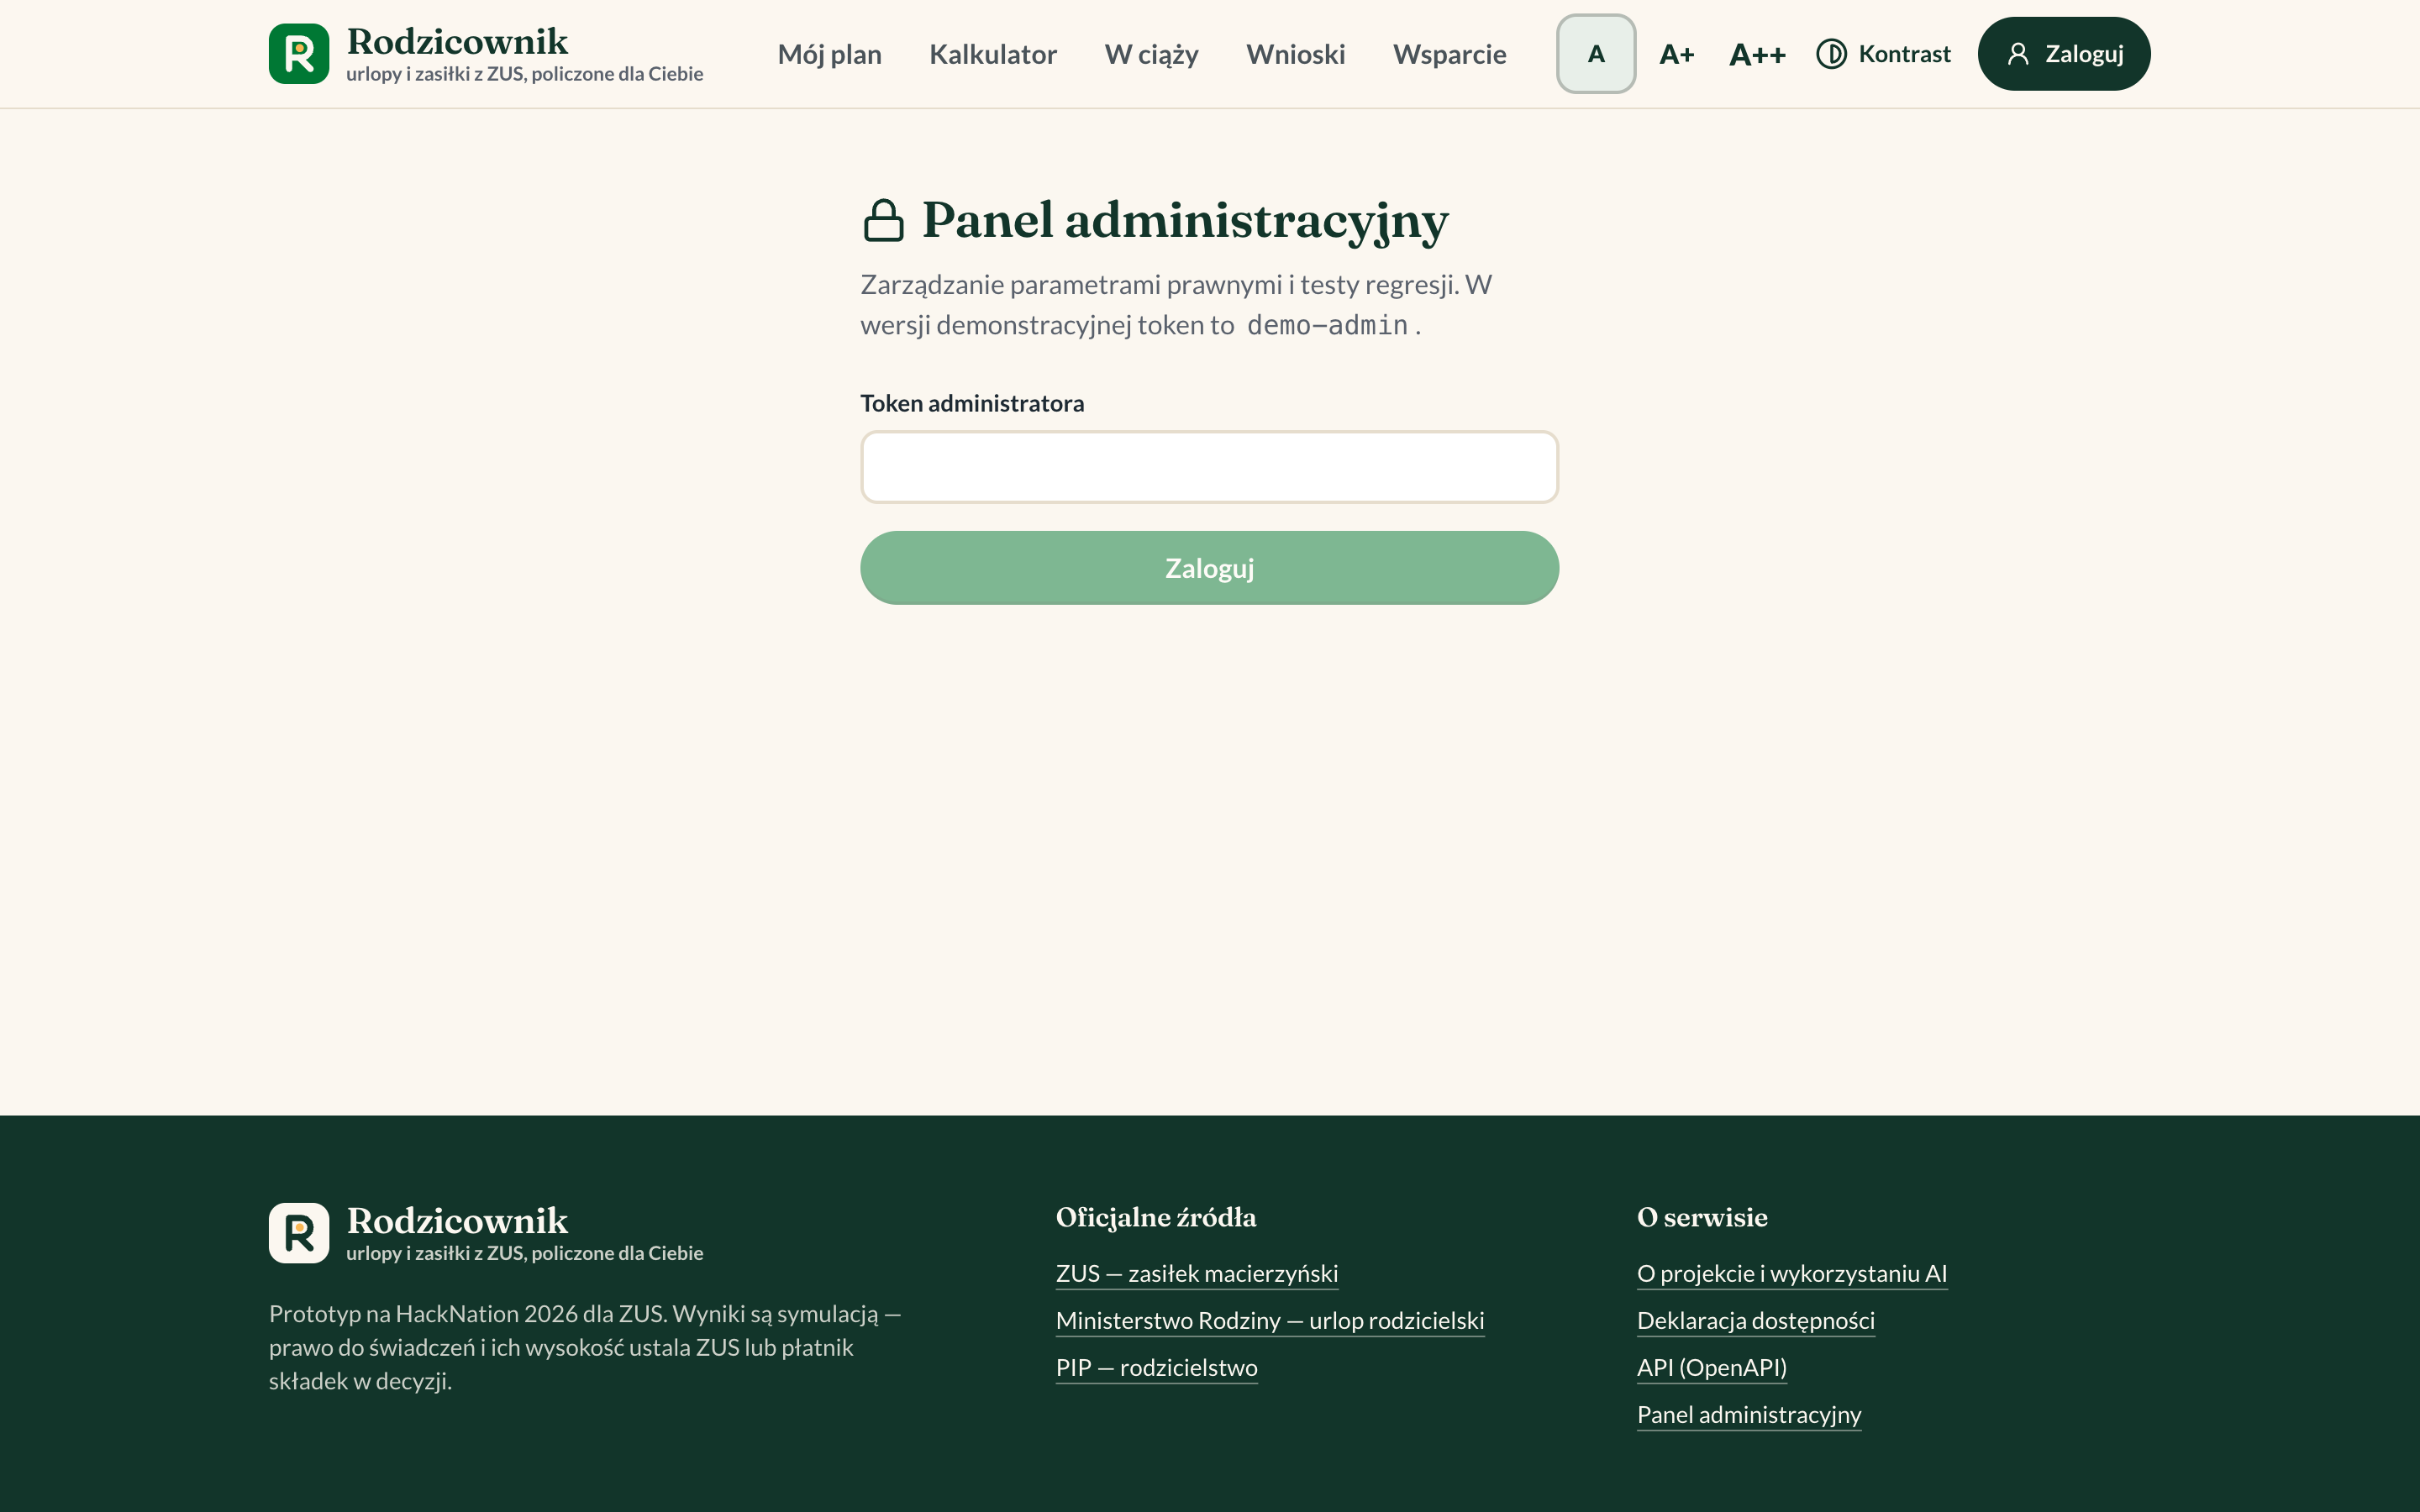 Rodzicownik
urlopy i zasiłki z ZUS, policzone dla Ciebie
Mój plan
Kalkulator
W ciąży
Wnioski
Wsparcie
A
A+
A++
Kontrast
Zaloguj
Panel administracyjny
Zarządzanie parametrami prawnymi i testy regresji. W
wersji demonstracyjnej token to demo-admin.
Token administratora
Zaloguj
Rodzicownik
urlopy i zasiłki z ZUS, policzone dla Ciebie
Prototyp na HackNation 2026 dla ZUS. Wyniki są symulacją —
prawo do świadczeń i ich wysokość ustala ZUS lub płatnik
składek w decyzji.
Oficjalne źródła
ZUS — zasiłek macierzyński
Ministerstwo Rodziny — urlop rodzicielski
PIP — rodzicielstwo
O serwisie
O projekcie i wykorzystaniu AI
Deklaracja dostępności
API (OpenAPI)
Panel administracyjny